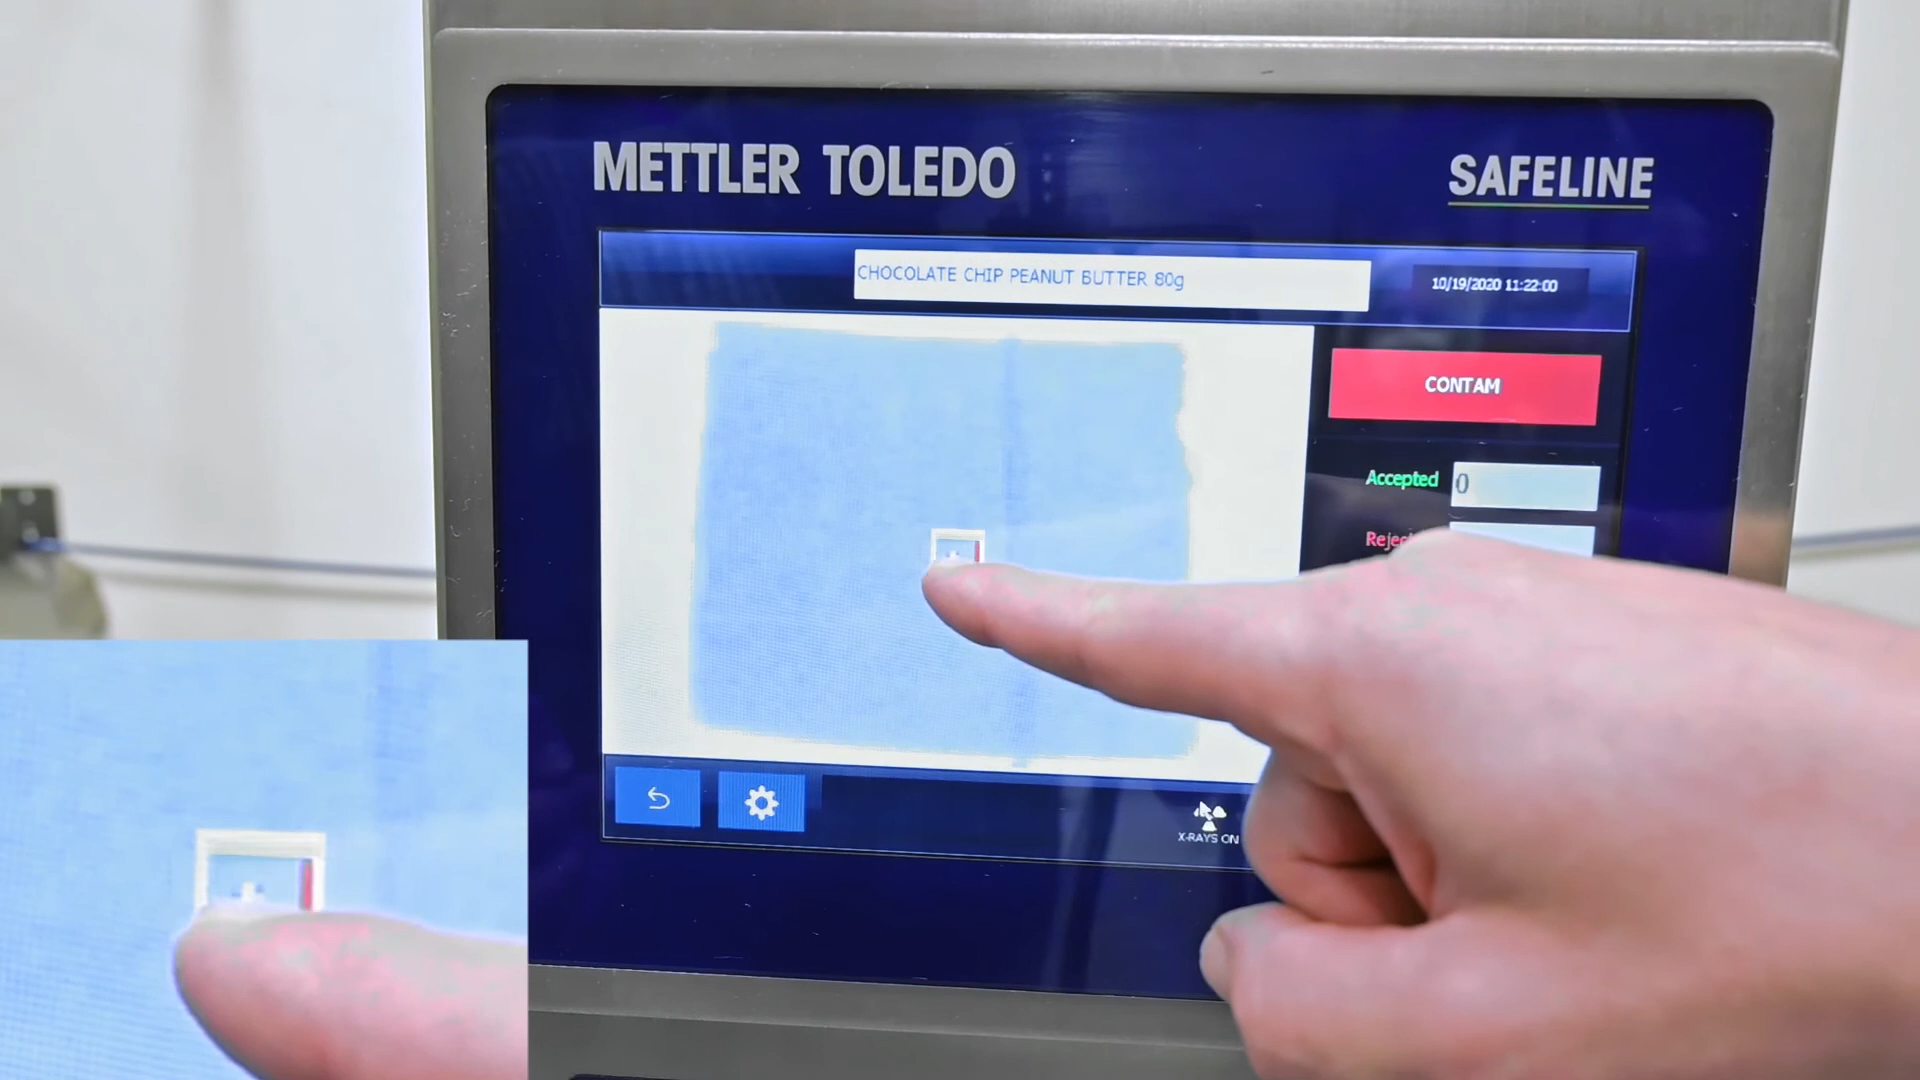 METTLER TOLEDO
SAFELINE
CHOCOLATE CHIP PEANUT BUTTER 80g
10/19/2020 11:22:00
CONTAM
Accepted 0
X-RAYS ON